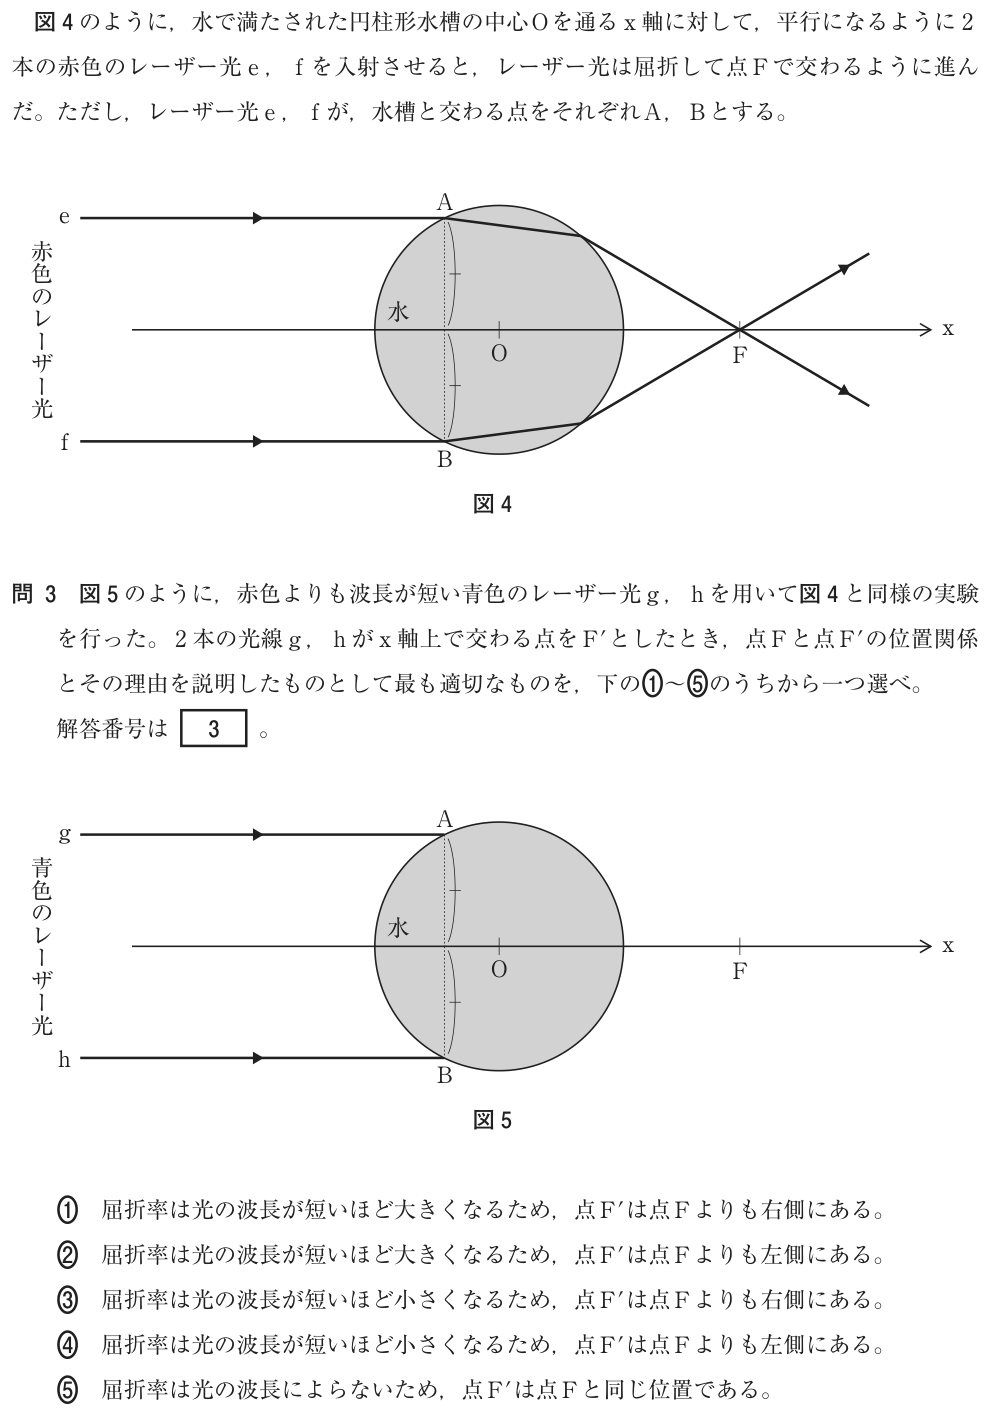 図4のように，水で満たされた円柱形水槽の中心Oを通るx軸に対して，平行になるように2
本の赤色のレーザー光e，fを入射させると，レーザー光は屈折して点Fで交わるように進ん
だ。ただし，レーザー光e，fが，水槽と交わる点をそれぞれA，Bとする。
A
e
赤色のレーザー光
水
O
F
x
f
B
図4
問3 図5のように，赤色よりも波長が短い青色のレーザー光g，hを用いて図4と同様の実験
を行った。2本の光線g，hがx軸上で交わる点をF′としたとき，点Fと点F′の位置関係
とその理由を説明したものとして最も適切なものを，下の①～⑤のうちから一つ選べ。
解答番号は 3 。
A
g
青色のレーザー光
水
O
F
x
h
B
図5
① 屈折率は光の波長が短いほど大きくなるため，点F′は点Fよりも右側にある。
② 屈折率は光の波長が短いほど大きくなるため，点F′は点Fよりも左側にある。
③ 屈折率は光の波長が短いほど小さくなるため，点F′は点Fよりも右側にある。
④ 屈折率は光の波長が短いほど小さくなるため，点F′は点Fよりも左側にある。
⑤ 屈折率は光の波長によらないため，点F′は点Fと同じ位置である。